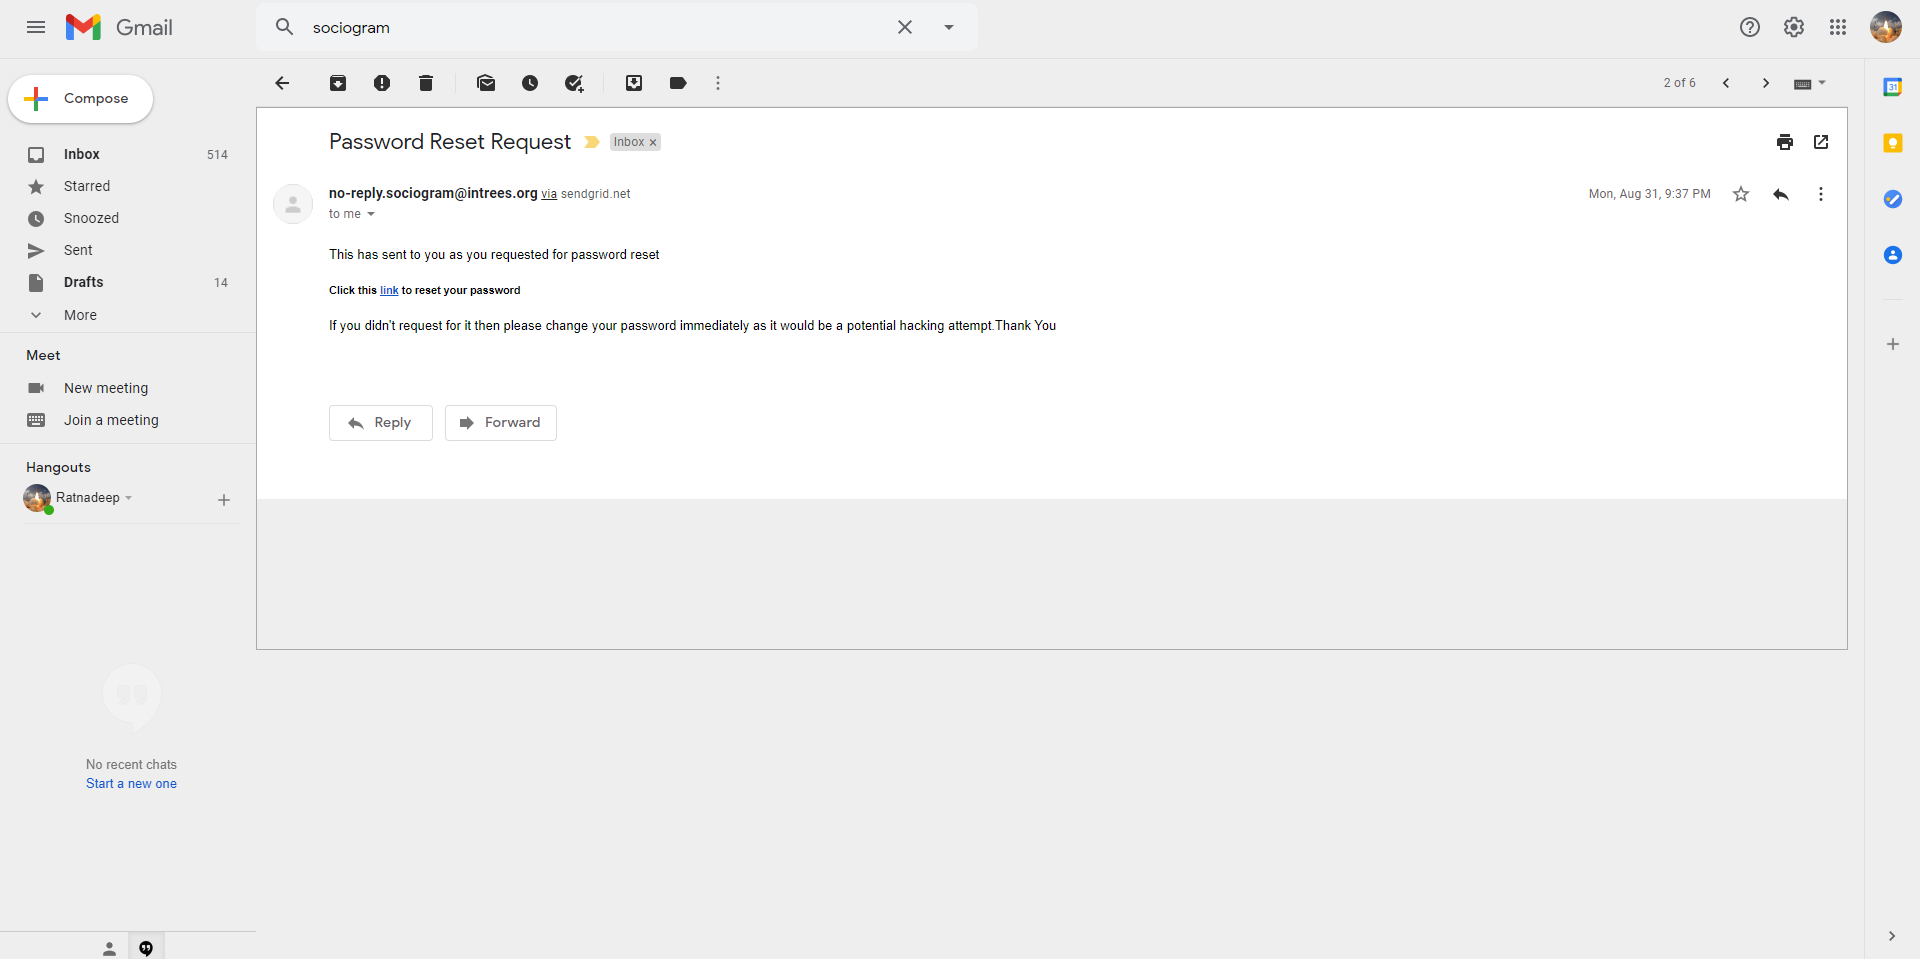 Gmail
sociogram
Compose
2 of 6
Inbox 514
Starred
Snoozed
Sent
Drafts 14
More
Meet
New meeting
Join a meeting
Hangouts
Ratnadeep
No recent chats
Start a new one
Password Reset Request Inbox x
no-reply.sociogram@intrees.org via sendgrid.net
Mon, Aug 31, 9:37 PM
to me
This has sent to you as you requested for password reset
Click this link to reset your password
If you didn't request for it then please change your password immediately as it would be a potential hacking attempt.Thank You
Reply Forward
31